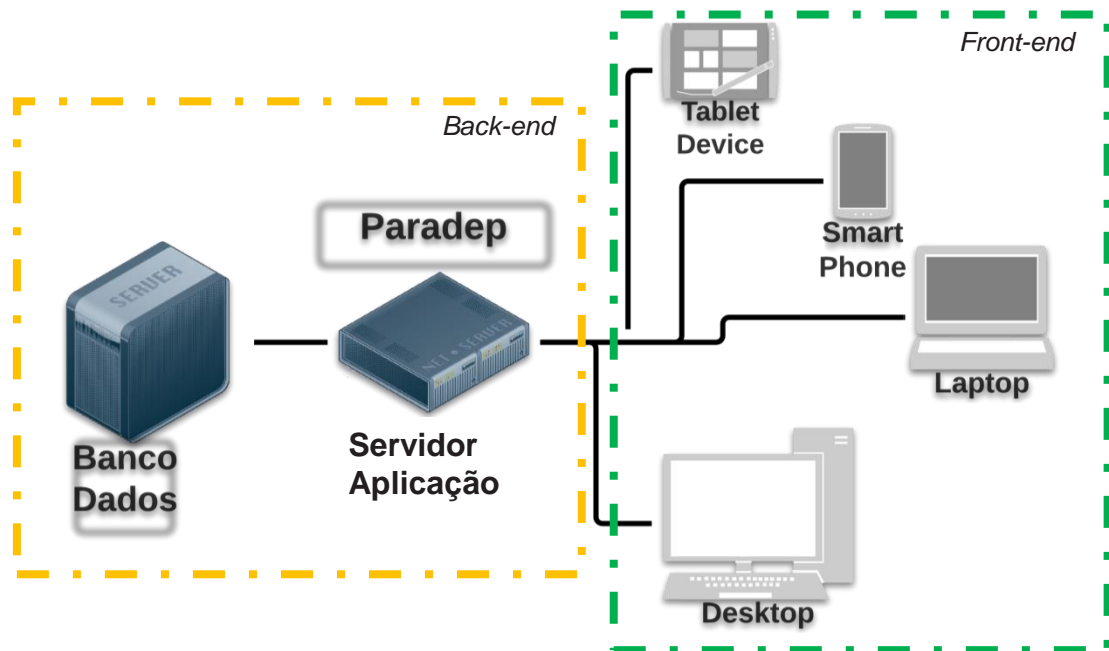 Front-end
Tablet
Device
Back-end
Paradep
Smart
Phone
SERVER
NET • SERVER
Laptop
Servidor
Aplicação
Banco
Dados
Desktop